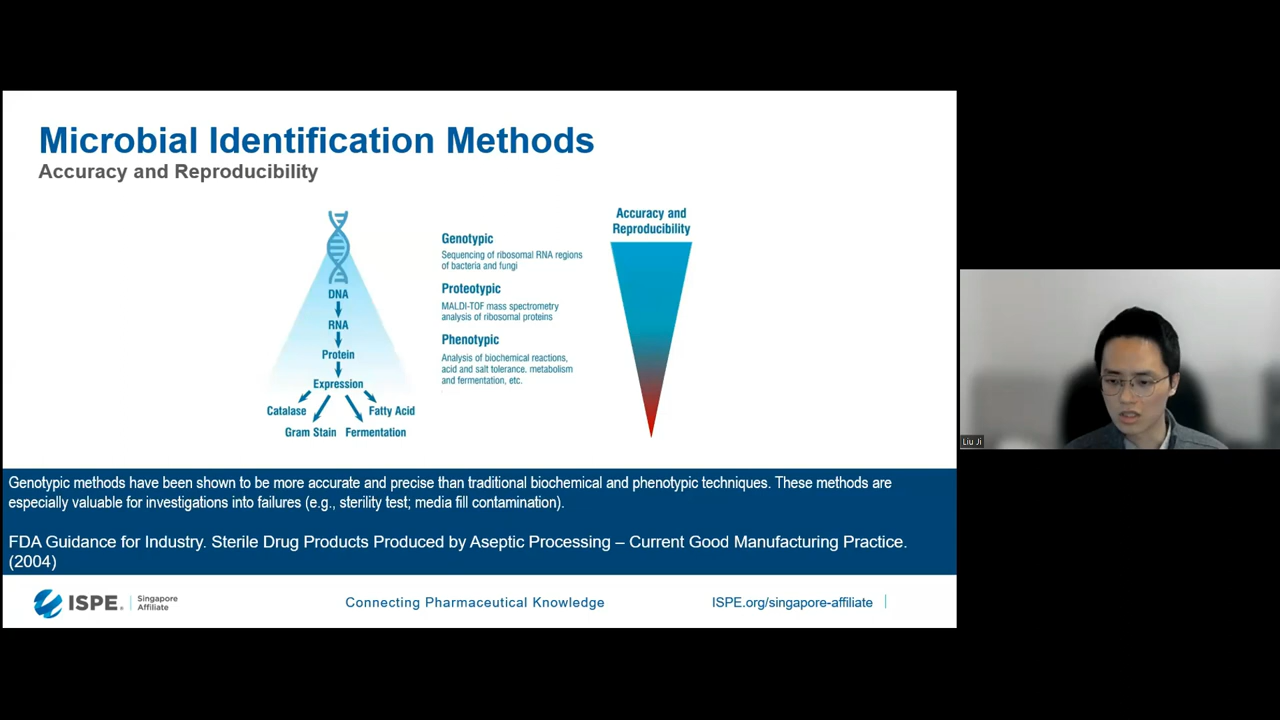 Microbial Identification Methods
Accuracy and Reproducibility
DNA
RNA
Protein
Expression
Catalase
Fatty Acid
Gram Stain
Fermentation
Genotypic
Sequencing of ribosomal RNA regions
of bacteria and fungi
Proteotypic
MALDI-TOF mass spectrometry
analysis of ribosomal proteins
Phenotypic
Analysis of biochemical reactions,
acid and salt tolerance, metabolism
and fermentation, etc.
Accuracy and
Reproducibility
Genotypic methods have been shown to be more accurate and precise than traditional biochemical and phenotypic techniques. These methods are
especially valuable for investigations into failures (e.g., sterility test; media fill contamination).
FDA Guidance for Industry. Sterile Drug Products Produced by Aseptic Processing – Current Good Manufacturing Practice.
(2004)
ISPE.
Singapore
Affiliate
Connecting Pharmaceutical Knowledge
ISPE.org/singapore-affiliate
Liu Ji